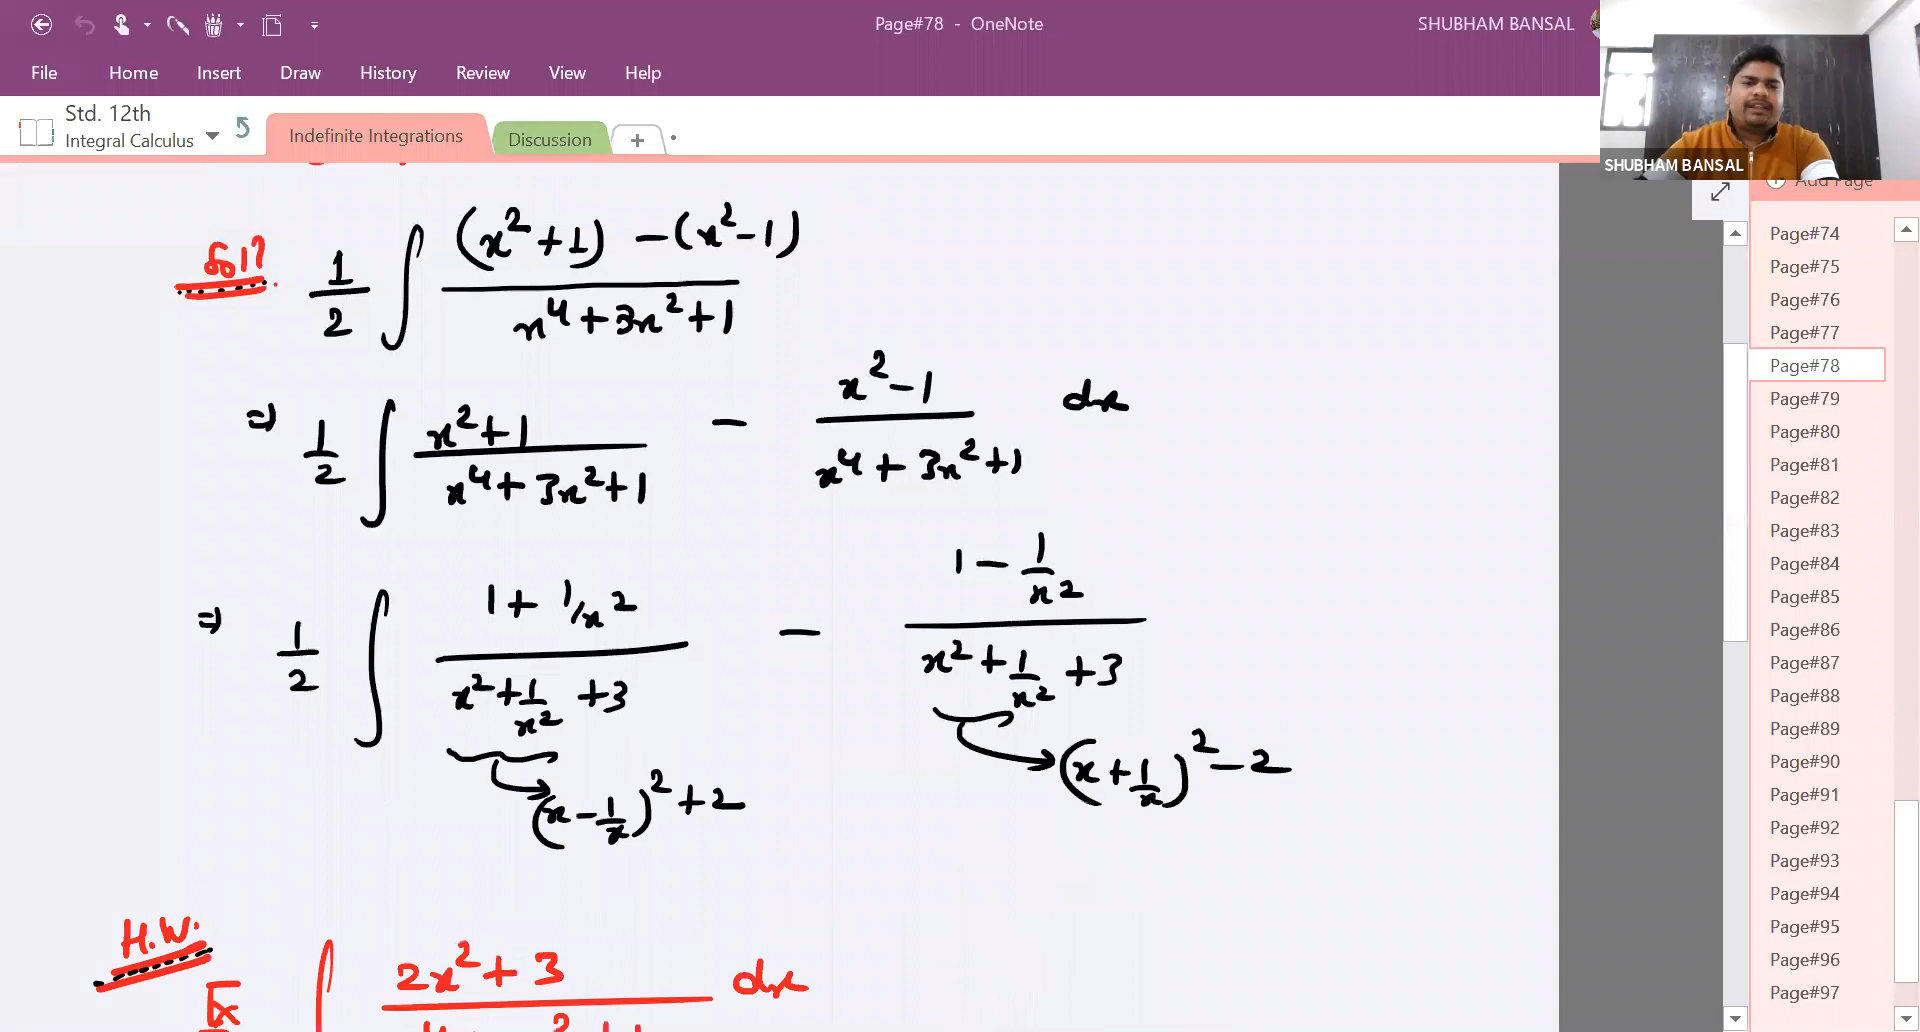 Page#78 - OneNote
SHUBHAM BANSAL
File Home Insert Draw History Review View Help
Std. 12th
Integral Calculus
Indefinite Integrations
Discussion
+
SHUBHAM BANSAL
Add Page
Page#74
Page#75
Page#76
Page#77
Page#78
Page#79
Page#80
Page#81
Page#82
Page#83
Page#84
Page#85
Page#86
Page#87
Page#88
Page#89
Page#90
Page#91
Page#92
Page#93
Page#94
Page#95
Page#96
Page#97
Sol? 1/2 ∫ ((x²+1) -(x²-1))/(x⁴+3x²+1)
⇒ 1/2 ∫ (x²+1)/(x⁴+3x²+1) - (x²-1)/(x⁴+3x²+1) dx
⇒ 1/2 ∫ (1+1/x²)/(x²+1/x²+3) - (1-1/x²)/(x²+1/x²+3)
(x-1/x)²+2
(x+1/x)²-2
H.W.
Ex ∫ 2x²+3 dx